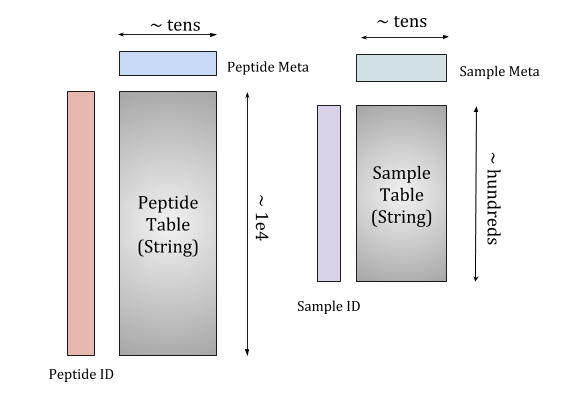 ~ tens
Peptide Meta
Peptide
Table
(String)
~ 1e4
Peptide ID
~ tens
Sample Meta
Sample
Table
(String)
~ hundreds
Sample ID